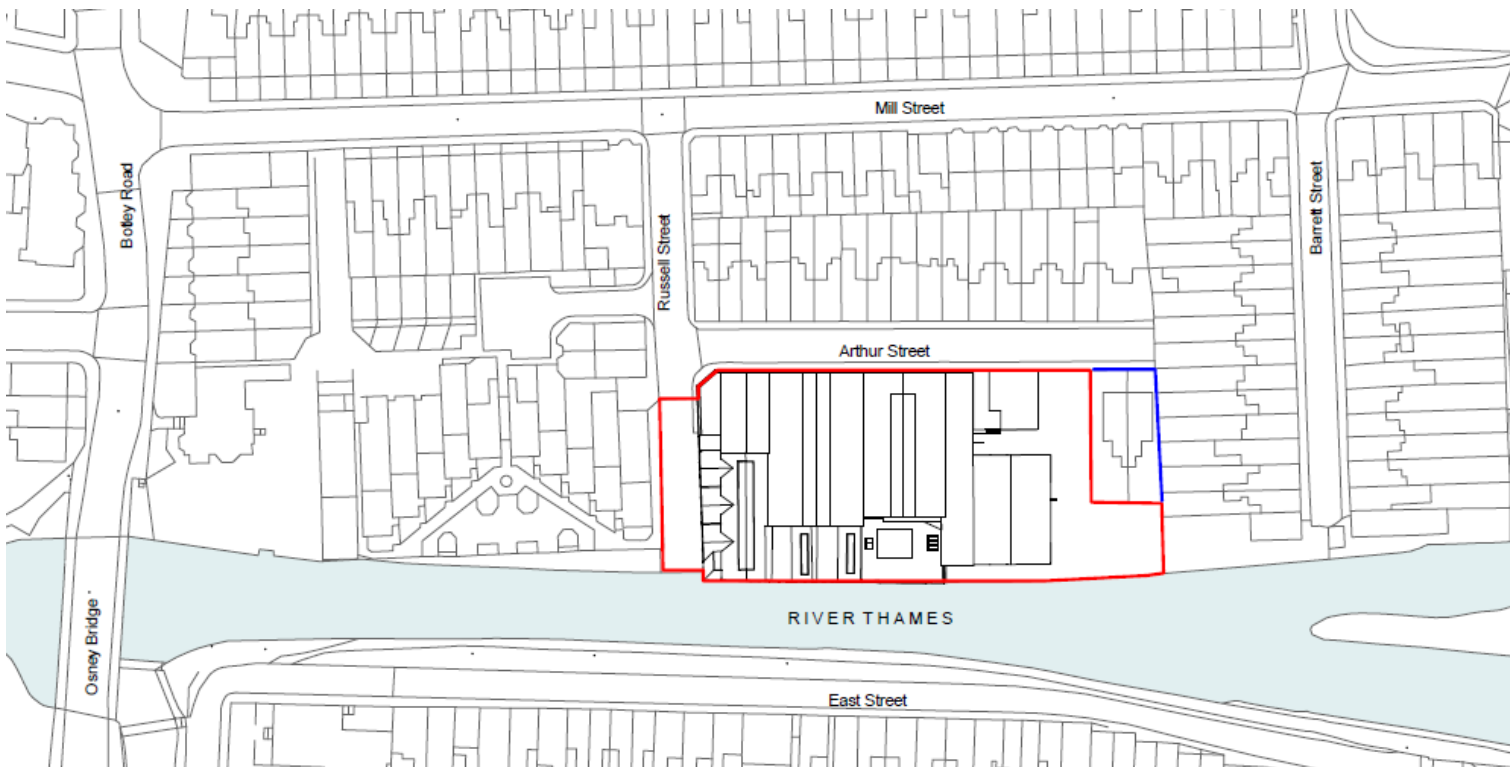 Mill Street
Botley Road
Barrett Street
Russell Street
Arthur Street
RIVER THAMES
Osney Bridge
East Street